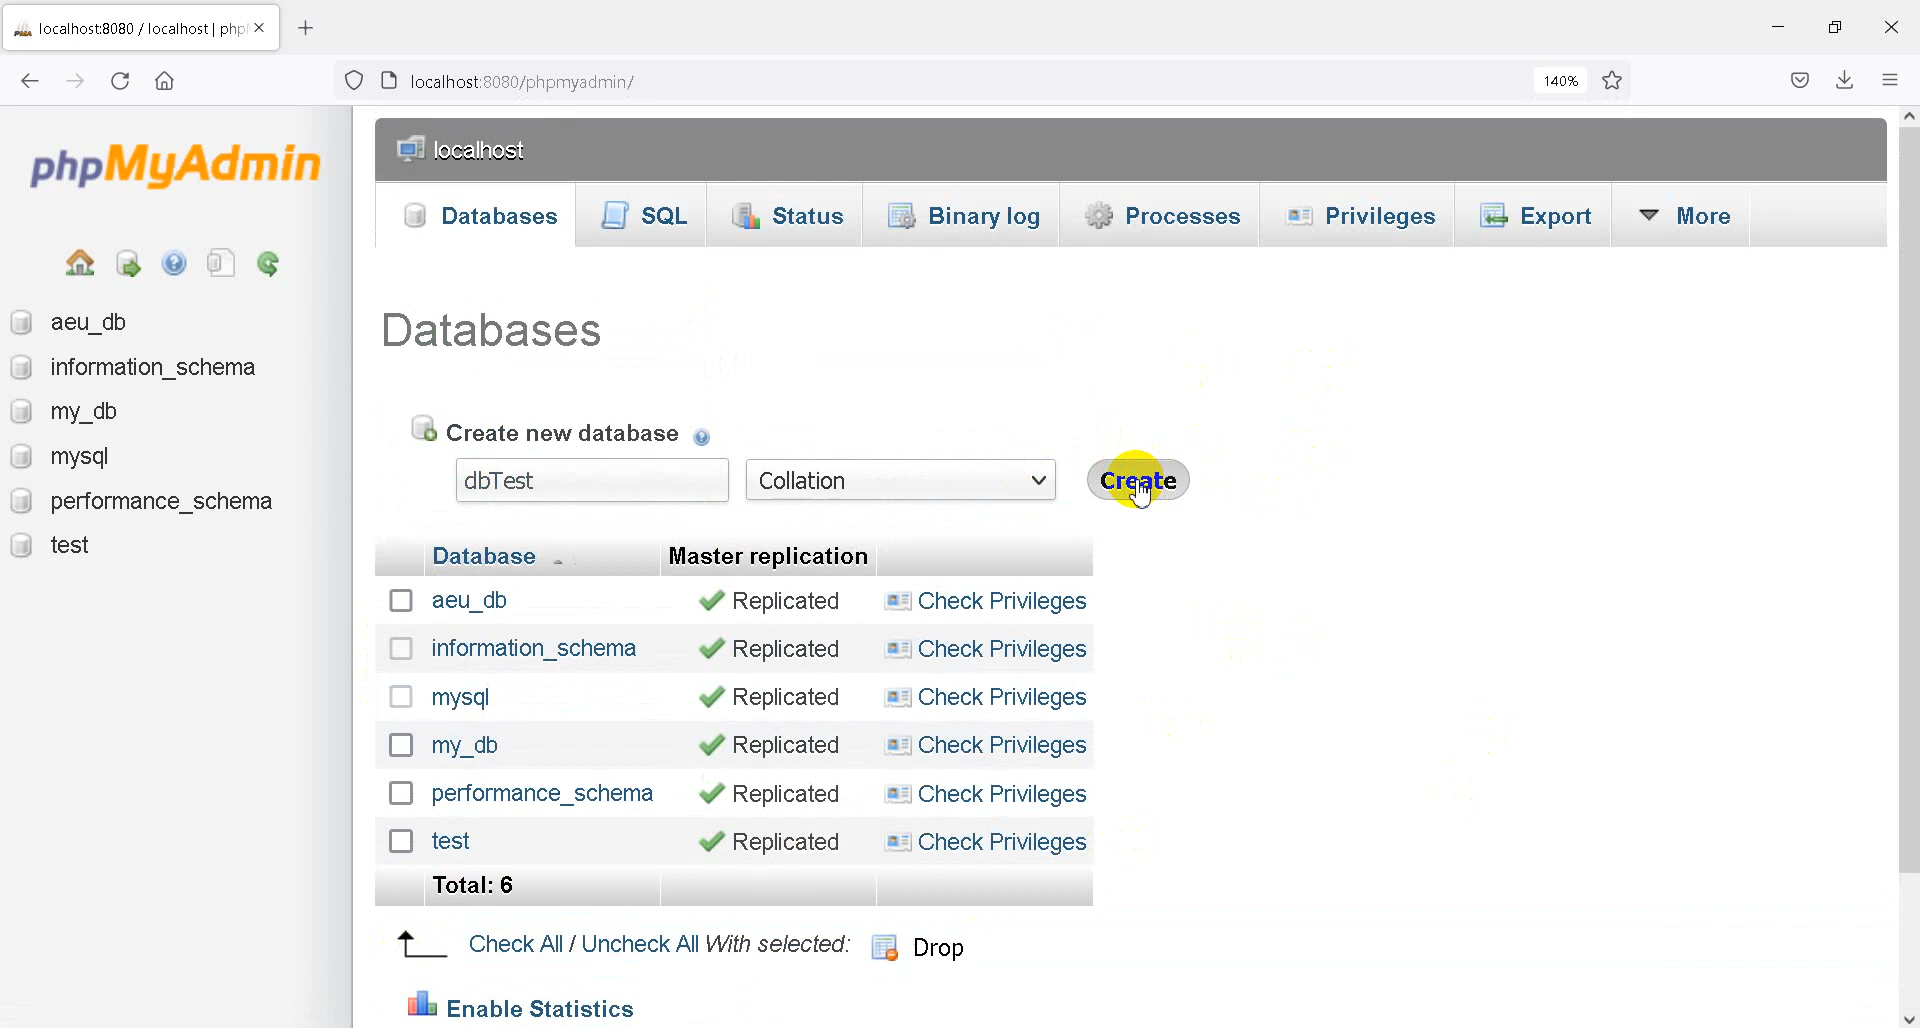 localhost:8080 / localhost | php
localhost:8080/phpmyadmin/
140%
phpMyAdmin
aeu_db
information_schema
my_db
mysql
performance_schema
test
localhost
Databases SQL Status Binary log Processes Privileges Export More
Databases
Create new database
dbTest Collation Create
Database Master replication
aeu_db Replicated Check Privileges
information_schema Replicated Check Privileges
mysql Replicated Check Privileges
my_db Replicated Check Privileges
performance_schema Replicated Check Privileges
test Replicated Check Privileges
Total: 6
Check All / Uncheck All With selected: Drop
Enable Statistics